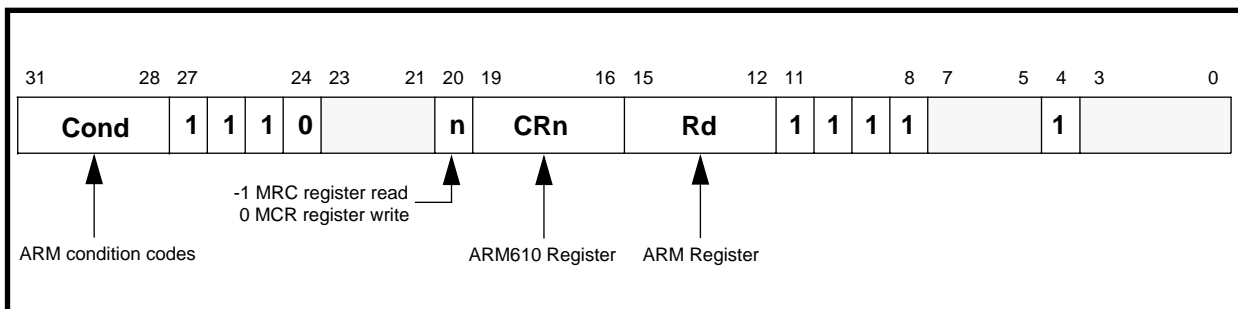 31 28 27 24 23 21 20 19 16 15 12 11 8 7 5 4 3 0
Cond 1 1 1 0 n CRn Rd 1 1 1 1 1
-1 MRC register read
0 MCR register write
ARM condition codes ARM610 Register ARM Register